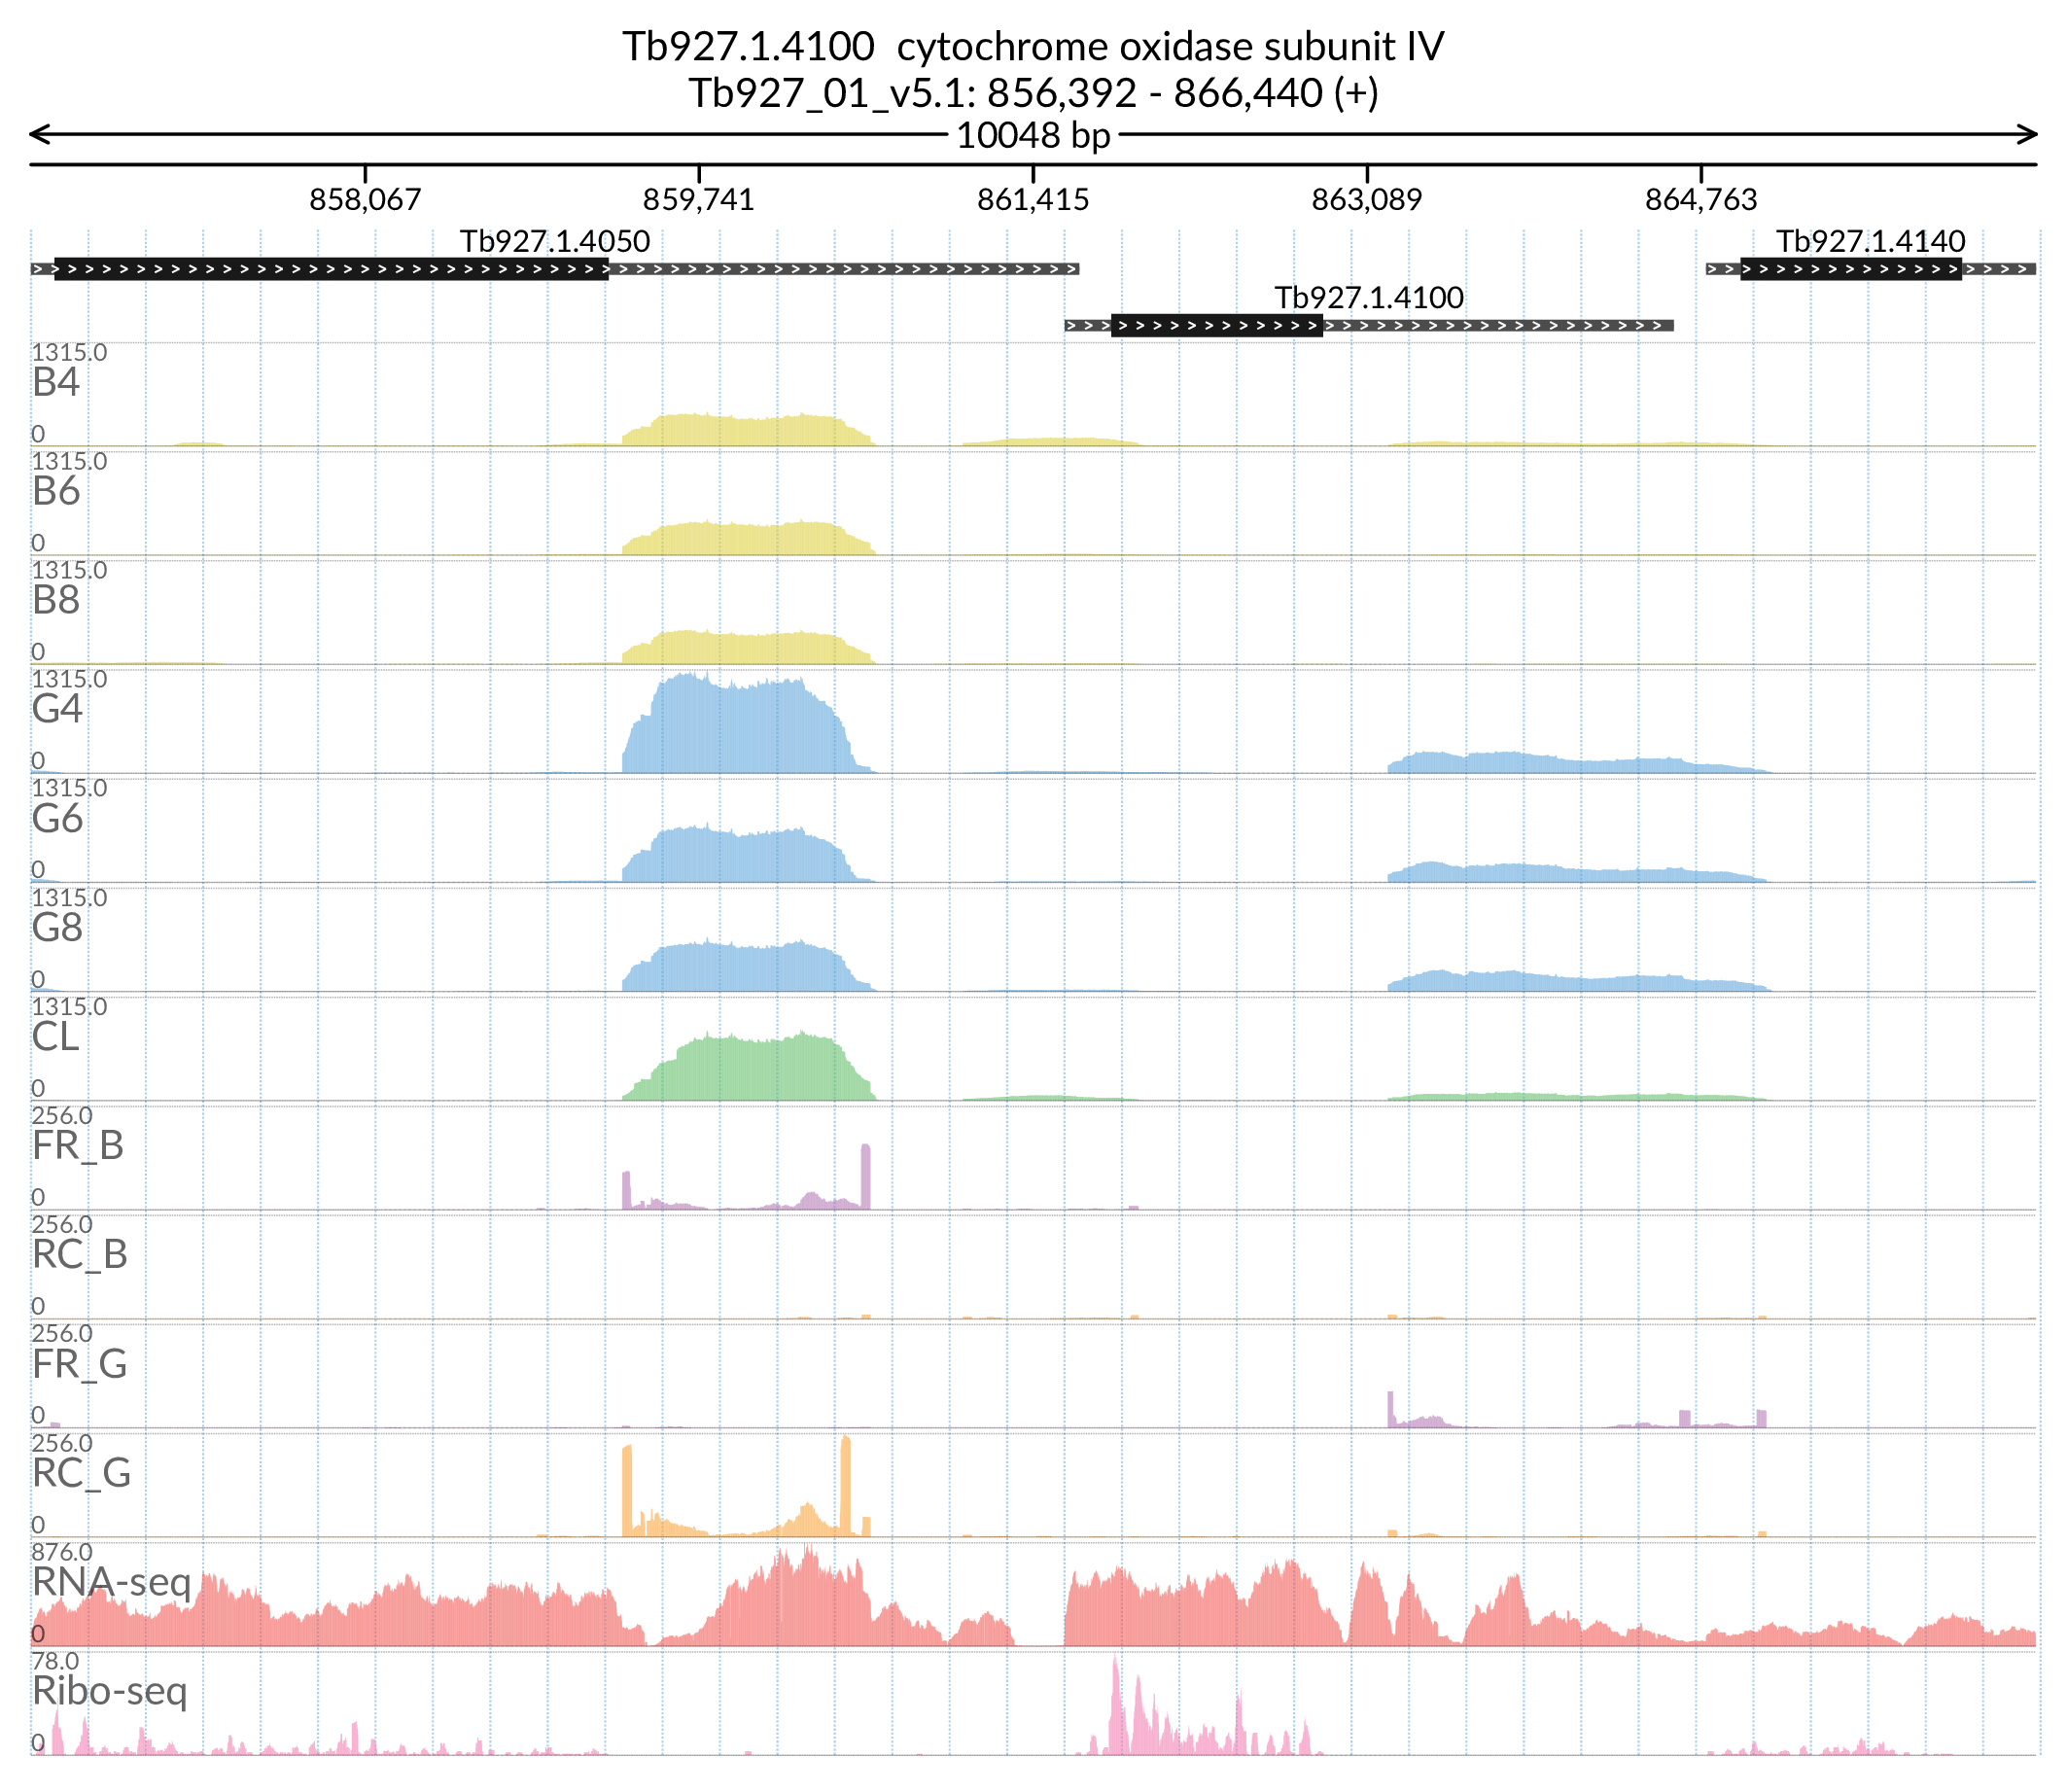 Tb927.1.4100  cytochrome oxidase subunit IV
Tb927_01_v5.1: 856,392 - 866,440 (+)
10048 bp
858,067 859,741 861,415 863,089 864,763
Tb927.1.4050 Tb927.1.4140
Tb927.1.4100
1315.0
B4
0
1315.0
B6
0
1315.0
B8
0
1315.0
G4
0
1315.0
G6
0
1315.0
G8
0
1315.0
CL
0
256.0
FR_B
0
256.0
RC_B
0
256.0
FR_G
0
256.0
RC_G
0
876.0
RNA-seq
0
78.0
Ribo-seq
0